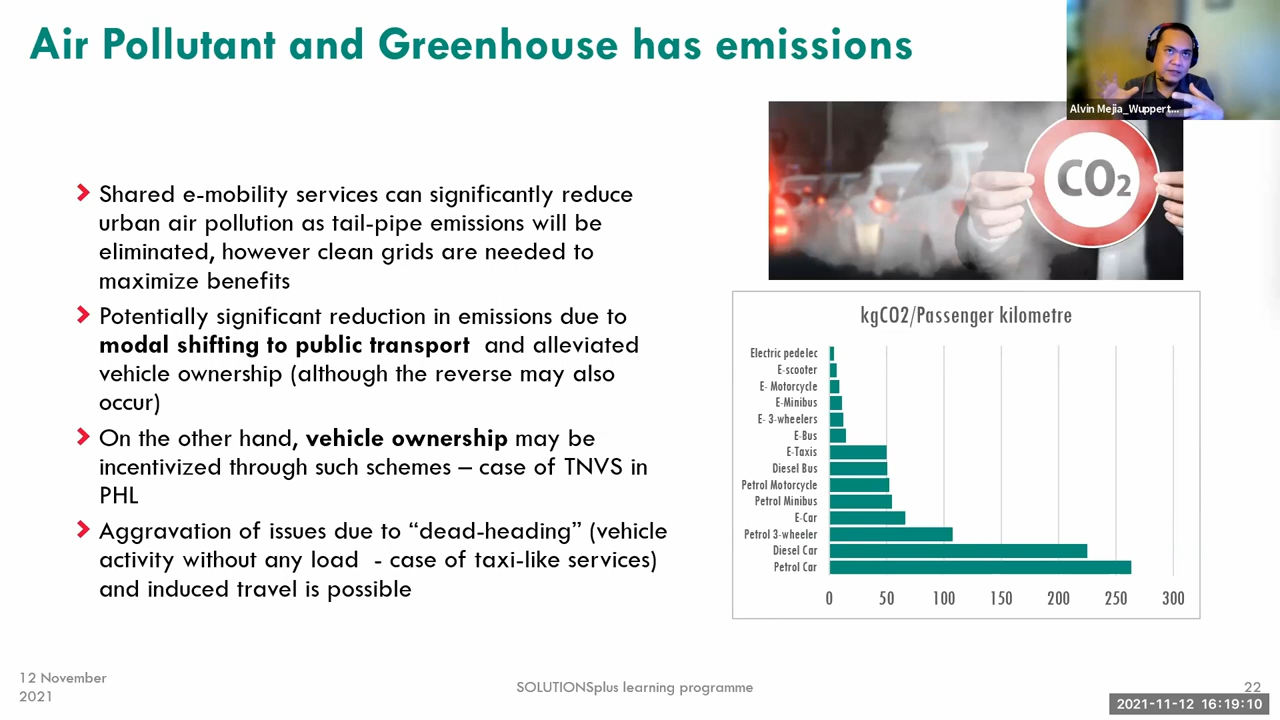 Air Pollutant and Greenhouse has emissions
Alvin Mejia_Wuppert...
CO2
Shared e-mobility services can significantly reduce
urban air pollution as tail-pipe emissions will be
eliminated, however clean grids are needed to
maximize benefits
Potentially significant reduction in emissions due to
modal shifting to public transport and alleviated
vehicle ownership (although the reverse may also
occur)
On the other hand, vehicle ownership may be
incentivized through such schemes – case of TNVS in
PHL
Aggravation of issues due to “dead-heading” (vehicle
activity without any load - case of taxi-like services)
and induced travel is possible
kgCO2/Passenger kilometre
Electric pedelec
E-scooter
E- Motorcycle
E-Minibus
E- 3-wheelers
E-Bus
E-Taxis
Diesel Bus
Petrol Motorcycle
Petrol Minibus
E-Car
Petrol 3-wheeler
Diesel Car
Petrol Car
0 50 100 150 200 250 300
12 November
2021
SOLUTIONSplus learning programme
22
2021-11-12 16:19:10